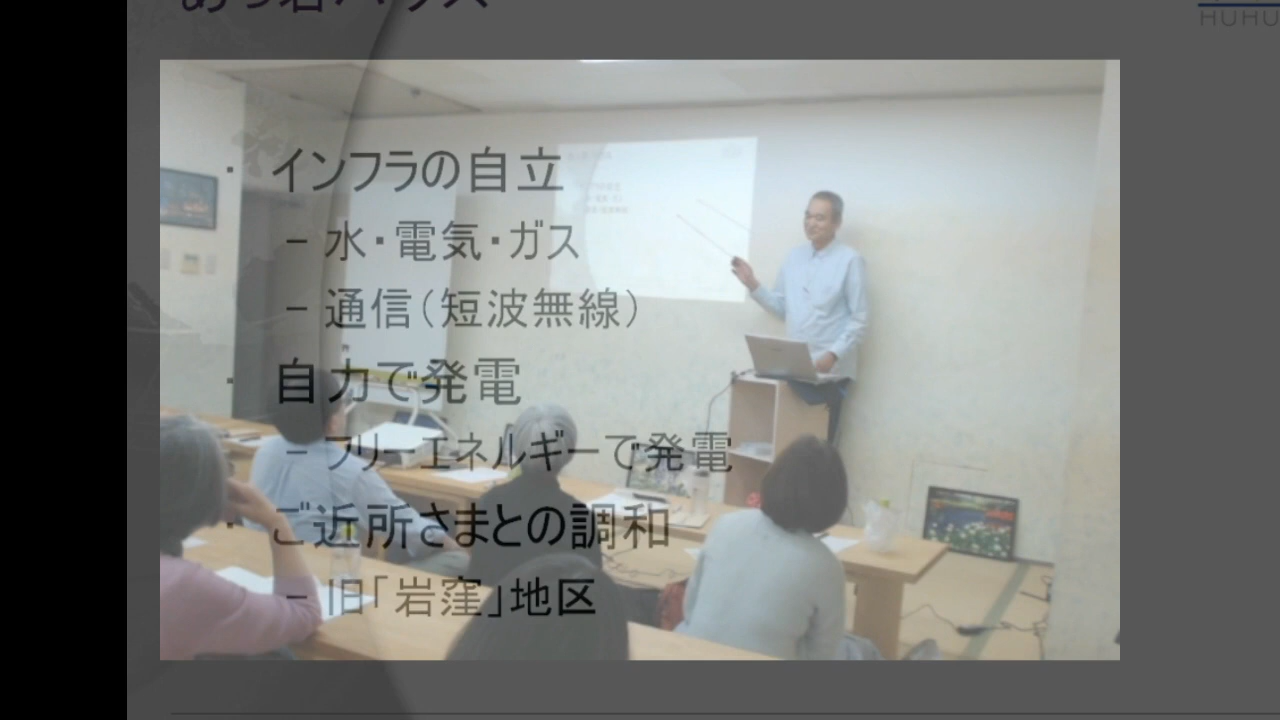 HUHU
・インフラの自立
– 水・電気・ガス
– 通信（短波無線）
・自力で発電
– フリーエネルギーで発電
・ご近所さまとの調和
– 旧「岩窪」地区